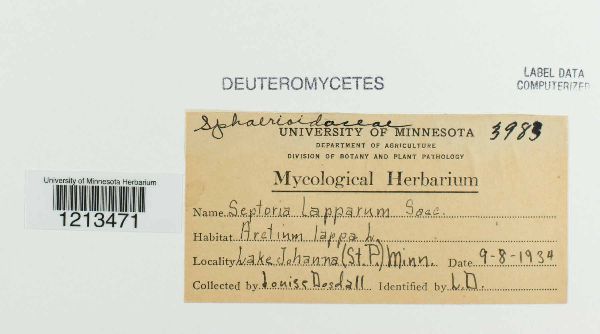 DEUTEROMYCETES
LABEL DATA
COMPUTERIZED
Sphaerioidaceae
UNIVERSITY OF MINNESOTA 3983
DEPARTMENT OF AGRICULTURE
DIVISION OF BOTANY AND PLANT PATHOLOGY
Mycological Herbarium
Name Septoria Lapparum Sacc.
Habitat Arctium lappa L.
Locality Lake Johanna (St. P.) Minn. Date 9-8-1934
Collected by Louise Dosdall Identified by L.D.
University of Minnesota Herbarium
1213471